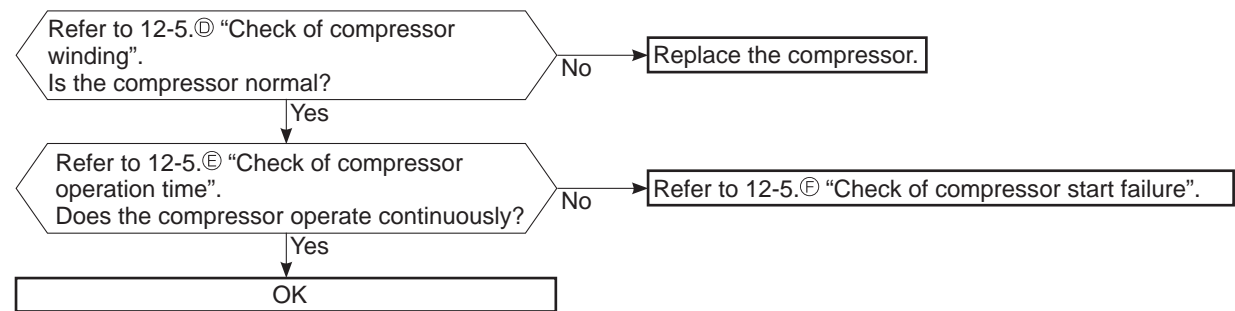 Refer to 12-5.Ⓓ “Check of compressor
winding”.
Is the compressor normal?
No
Replace the compressor.
Yes
Refer to 12-5.Ⓔ “Check of compressor
operation time”.
Does the compressor operate continuously?
No
Refer to 12-5.Ⓕ “Check of compressor start failure”.
Yes
OK